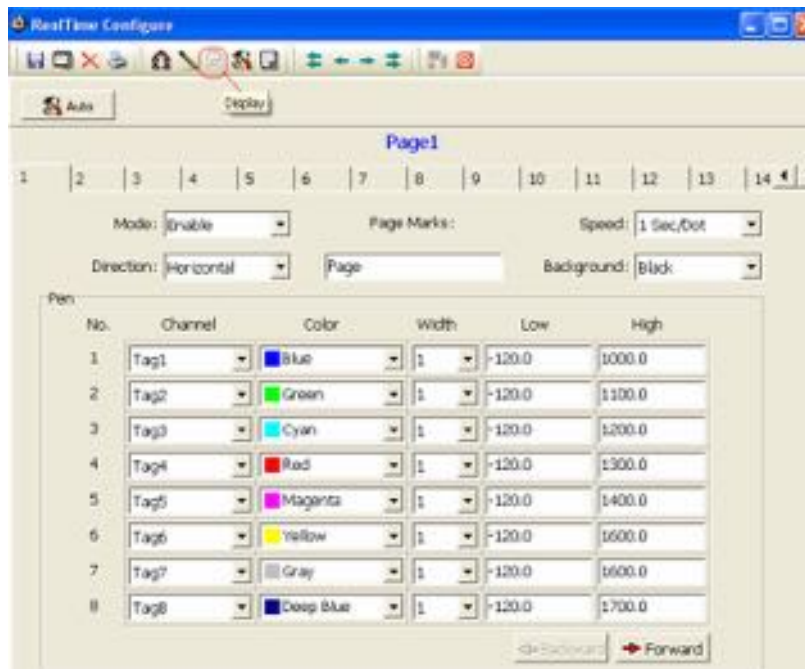 RealTime Configure
Auto
Display
Page1
1 2 3 4 5 6 7 8 9 10 11 12 13 14
Mode: Enable Page Marks: Speed: 1 Sec/Dot
Direction: Horizontal Page Background: Black
Pen
No. Channel Color Width Low High
1 Tag1 Blue 1 -120.0 1000.0
2 Tag2 Green 1 -120.0 1100.0
3 Tag3 Cyan 1 -120.0 1200.0
4 Tag4 Red 1 -120.0 1300.0
5 Tag5 Magenta 1 -120.0 1400.0
6 Tag6 Yellow 1 -120.0 1600.0
7 Tag7 Gray 1 -120.0 1600.0
8 Tag8 Deep Blue 1 -120.0 1700.0
Backward Forward